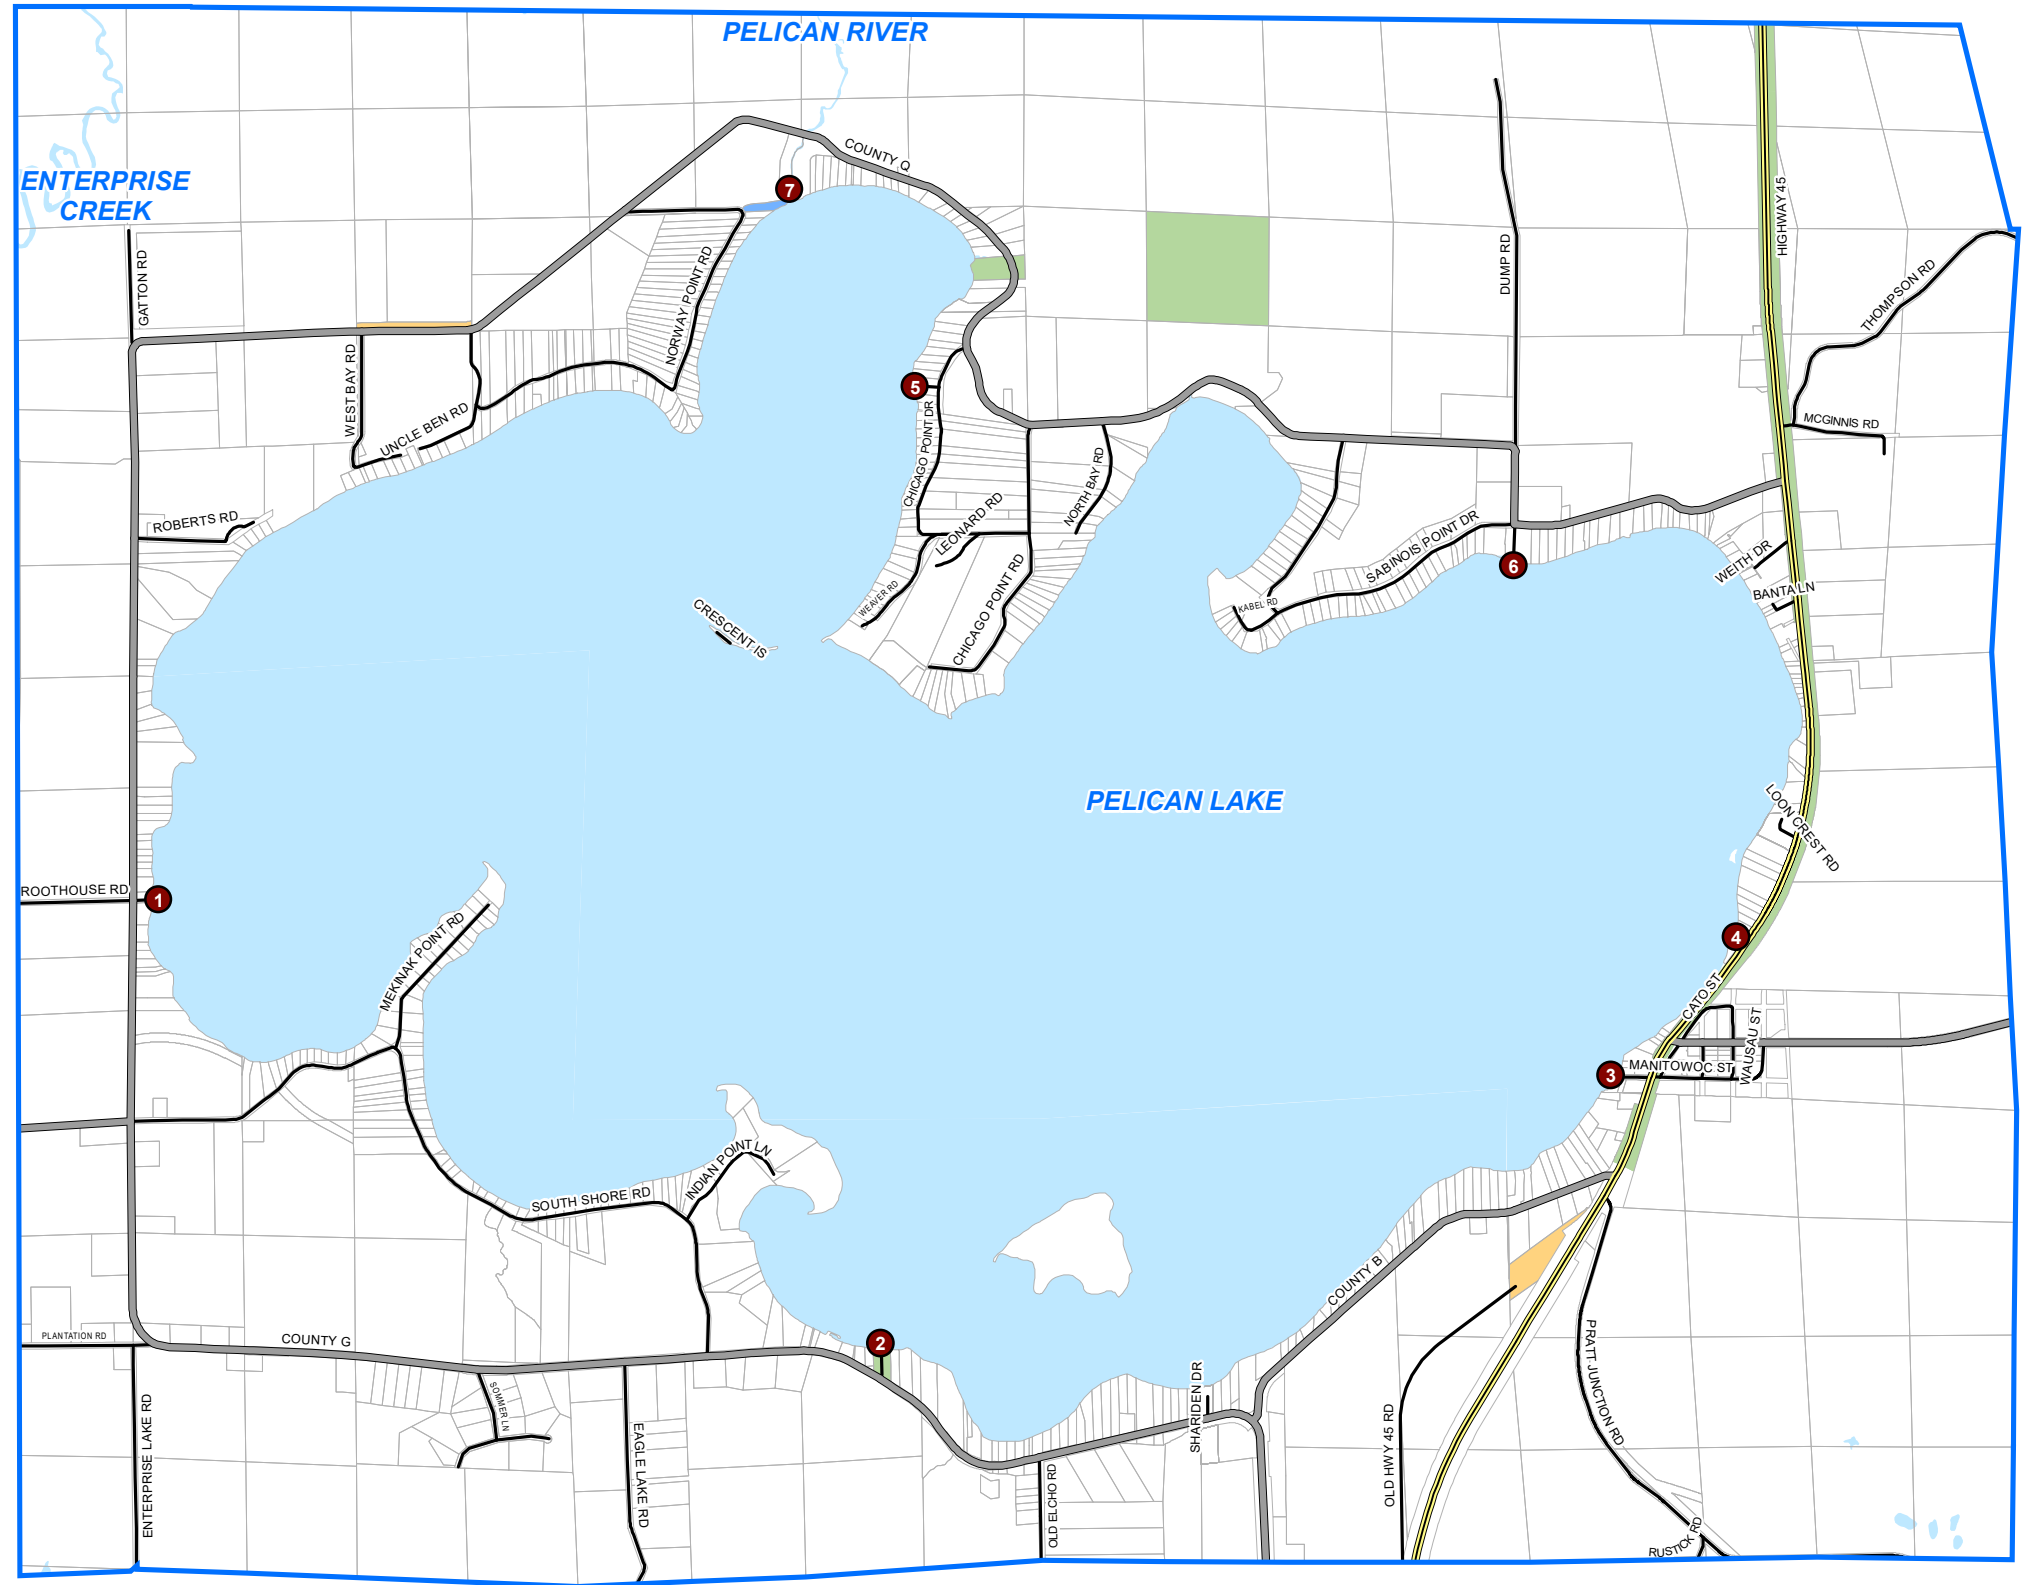 PELICAN RIVER
COUNTY Q
ENTERPRISE
CREEK
7
HIGHWAY 45
GATTON RD
NORWAY POINT RD
DUMP RD
THOMPSON RD
WEST BAY RD
UNCLE BEN RD
5
CHICAGO POINT DR
MCGINNIS RD
NORTH BAY RD
ROBERTS RD
LEONARD RD
SABINOIS POINT DR
6
WEITH DR
BANTA LN
WEAVER RD
KABEL RD
CRESCENT IS
CHICAGO POINT RD
PELICAN LAKE
LOON CREST RD
ROOTHOUSE RD
1
MEKINAK POINT RD
4
CATO ST
WAUSAU ST
3
MANITOWOC ST
INDIAN POINT LN
SOUTH SHORE RD
COUNTY B
PLANTATION RD
COUNTY G
2
PRATT JUNCTION RD
SHARIDEN DR
SOMMER LN
ENTERPRISE LAKE RD
EAGLE LAKE RD
OLD HWY 45 RD
OLD ELCHO RD
RUSTICK RD